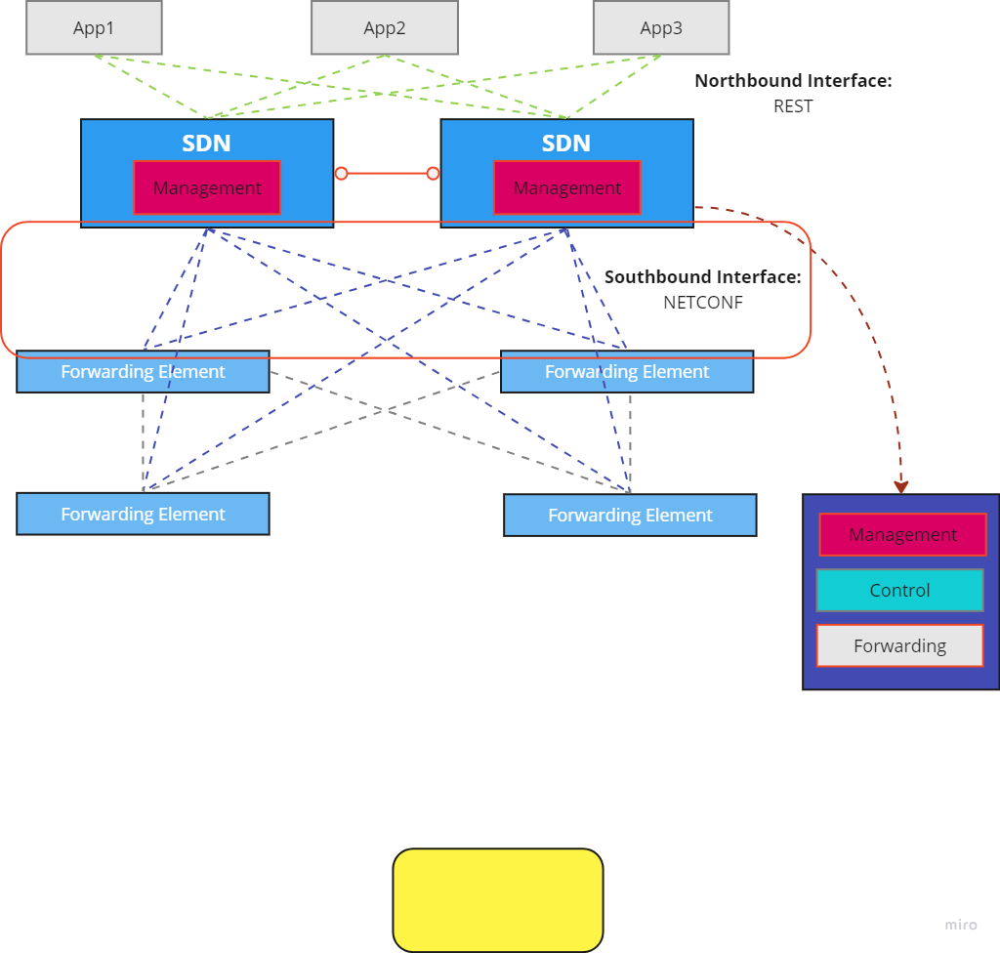 App1
App2
App3
Northbound Interface:
REST
SDN
SDN
Management
Management
Southbound Interface:
NETCONF
Forwarding Element
Forwarding Element
Forwarding Element
Forwarding Element
Management
Control
Forwarding
miro